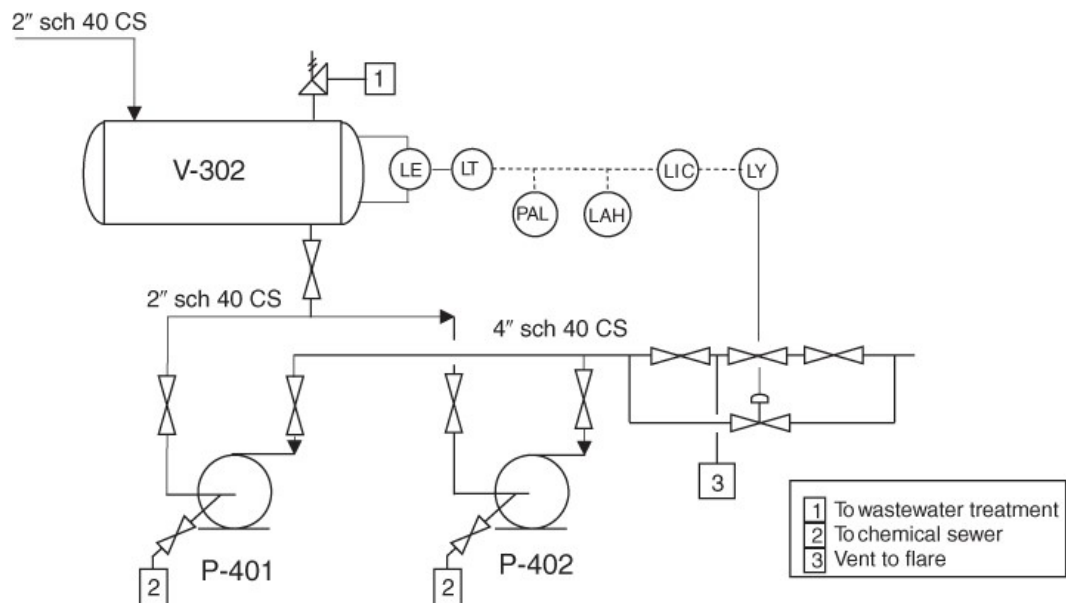 2″ sch 40 CS
1
V-302
LE
LT
LIC
LY
PAL
LAH
2″ sch 40 CS
4″ sch 40 CS
3
2
P-401
2
P-402
1 To wastewater treatment
2 To chemical sewer
3 Vent to flare